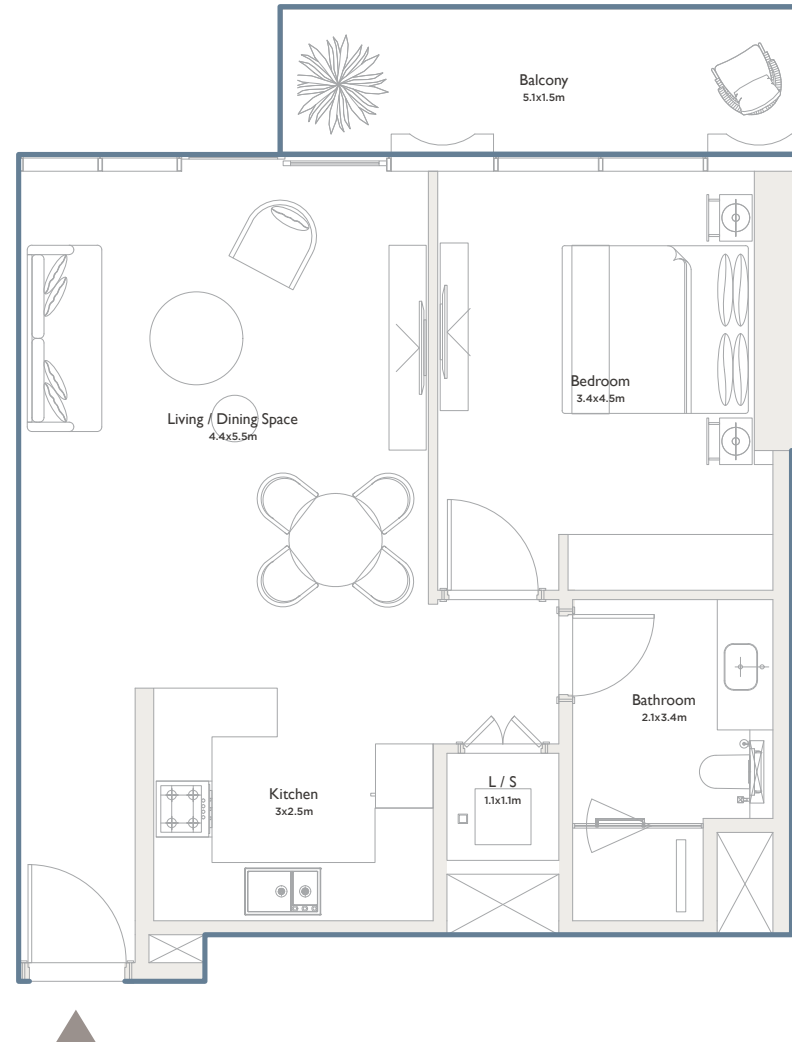 Balcony
5.1x1.5m
Bedroom
3.4x4.5m
Living / Dining Space
4.4x5.5m
Bathroom
2.1x3.4m
L / S
1.1x1.1m
Kitchen
3x2.5m